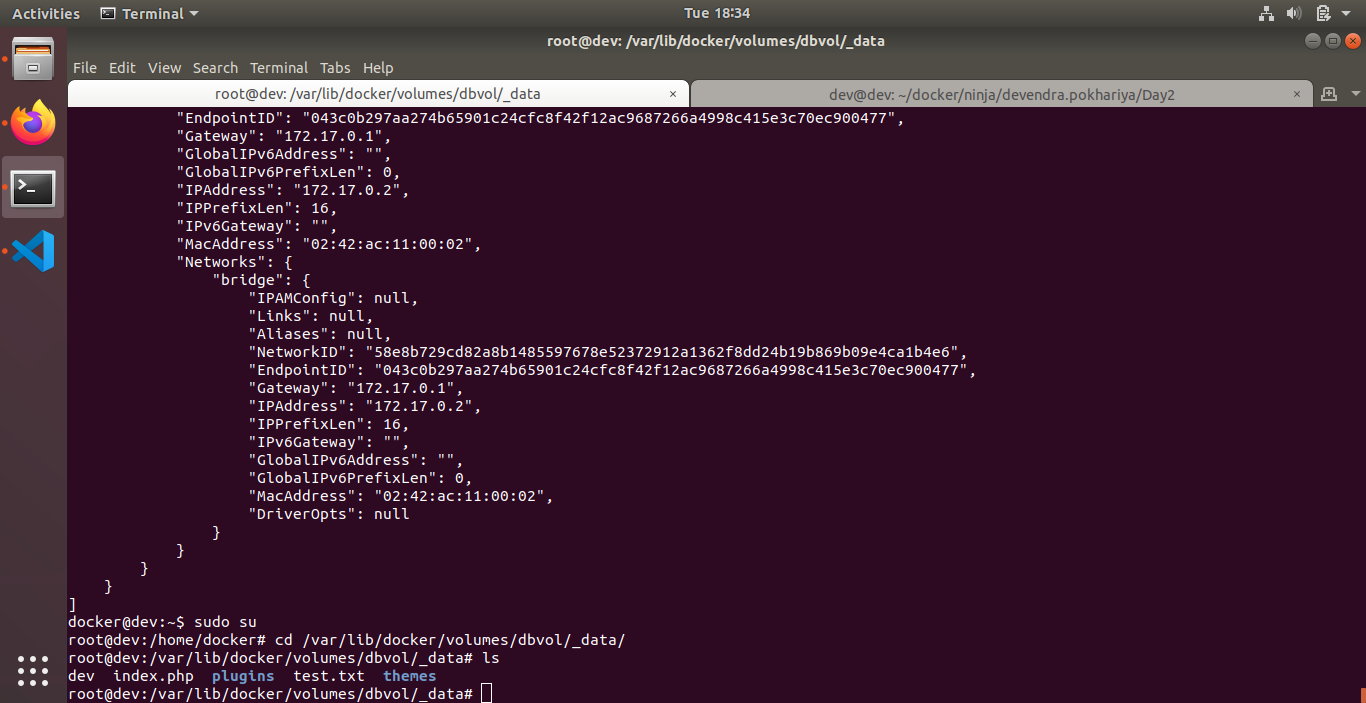 Activities Terminal Tue 18:34
root@dev: /var/lib/docker/volumes/dbvol/_data
File Edit View Search Terminal Tabs Help
root@dev: /var/lib/docker/volumes/dbvol/_data × dev@dev: ~/docker/ninja/devendra.pokhariya/Day2 ×
"EndpointID": "043c0b297aa274b65901c24cfc8f42f12ac9687266a4998c415e3c70ec900477",
"Gateway": "172.17.0.1",
"GlobalIPv6Address": "",
"GlobalIPv6PrefixLen": 0,
"IPAddress": "172.17.0.2",
"IPPrefixLen": 16,
"IPv6Gateway": "",
"MacAddress": "02:42:ac:11:00:02",
"Networks": {
"bridge": {
"IPAMConfig": null,
"Links": null,
"Aliases": null,
"NetworkID": "58e8b729cd82a8b1485597678e52372912a1362f8dd24b19b869b09e4ca1b4e6",
"EndpointID": "043c0b297aa274b65901c24cfc8f42f12ac9687266a4998c415e3c70ec900477",
"Gateway": "172.17.0.1",
"IPAddress": "172.17.0.2",
"IPPrefixLen": 16,
"IPv6Gateway": "",
"GlobalIPv6Address": "",
"GlobalIPv6PrefixLen": 0,
"MacAddress": "02:42:ac:11:00:02",
"DriverOpts": null
}
}
}
}
]
docker@dev:~$ sudo su
root@dev:/home/docker# cd /var/lib/docker/volumes/dbvol/_data/
root@dev:/var/lib/docker/volumes/dbvol/_data# ls
dev index.php plugins test.txt themes
root@dev:/var/lib/docker/volumes/dbvol/_data#